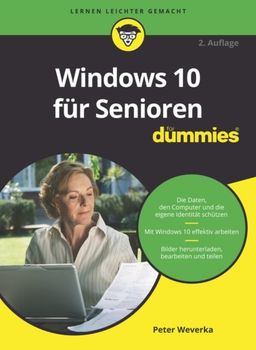 LERNEN LEICHTER GEMACHT
2. Auflage
Windows 10
für Senioren
für
dummies
Die Daten,
den Computer und die
eigene Identität schützen
Mit Windows 10 effektiv arbeiten
Bilder herunterladen,
bearbeiten und teilen
Peter Weverka